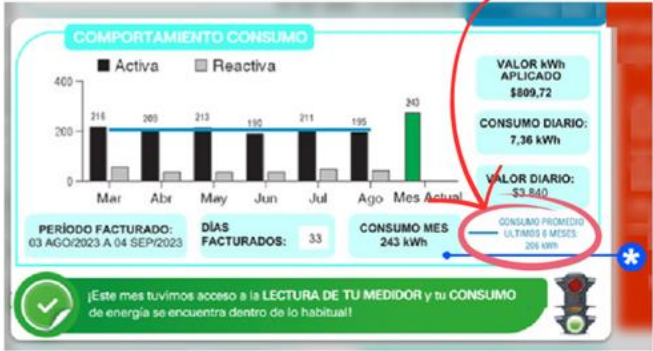 COMPORTAMIENTO CONSUMO
Activa Reactiva
400
200
0
216 209 213 190 211 195 243
Mar Abr May Jun Jul Ago Mes Actual
VALOR kWh
APLICADO
$809,72
CONSUMO DIARIO:
7,36 kWh
VALOR DIARIO:
$3.840
PERÍODO FACTURADO:
03 AGO/2023 A 04 SEP/2023
DÍAS
FACTURADOS: 33
CONSUMO MES
243 kWh
CONSUMO PROMEDIO
ULTIMOS 6 MESES:
206 kWh
*
¡Este mes tuvimos acceso a la LECTURA DE TU MEDIDOR y tu CONSUMO
de energía se encuentra dentro de lo habitual!